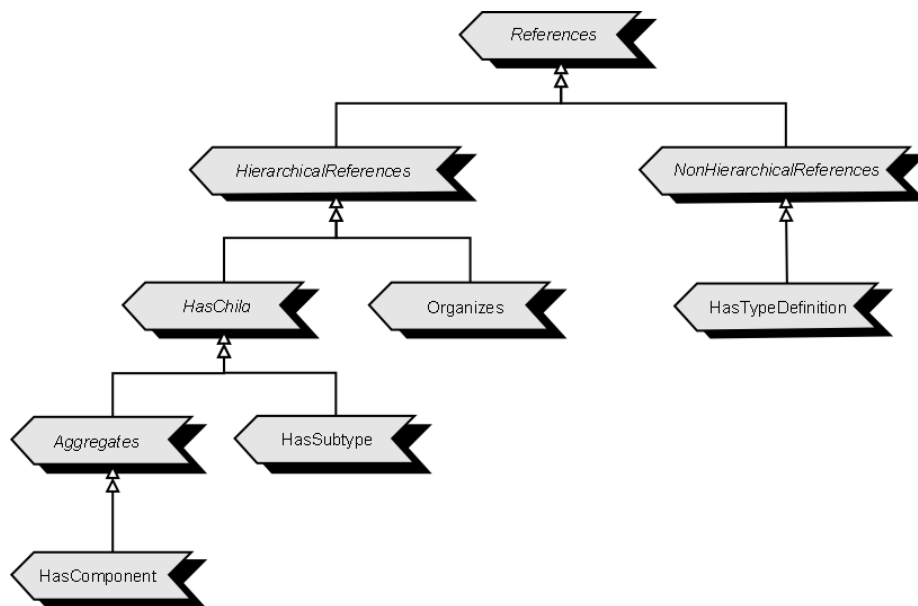 References
HierarchicalReferences
NonHierarchicalReferences
HasChild
Organizes
HasTypeDefinition
Aggregates
HasSubtype
HasComponent